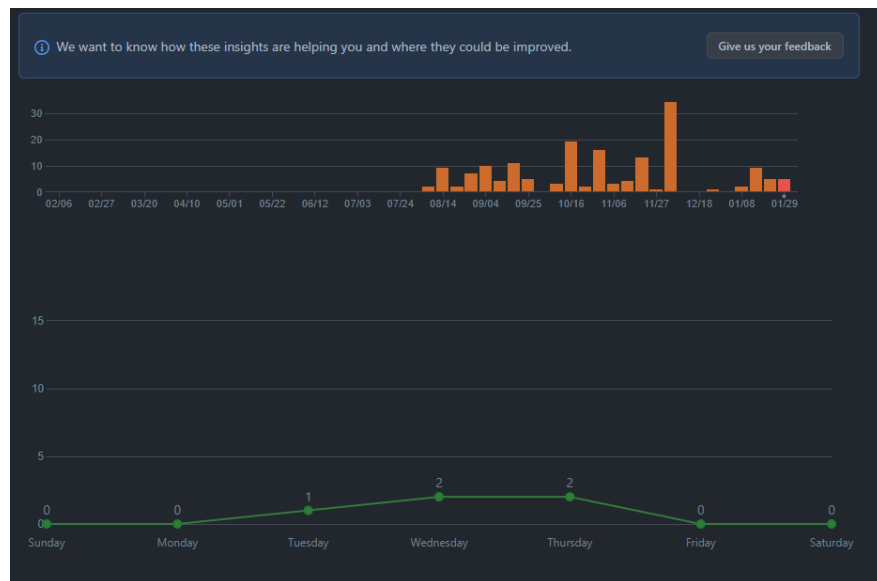 We want to know how these insights are helping you and where they could be improved.
Give us your feedback
30
20
10
0
02/06 02/27 03/20 04/10 05/01 05/22 06/12 07/03 07/24 08/14 09/04 09/25 10/16 11/06 11/27 12/18 01/08 01/29
15
10
5
0
0 0 1 2 2 0 0
Sunday Monday Tuesday Wednesday Thursday Friday Saturday